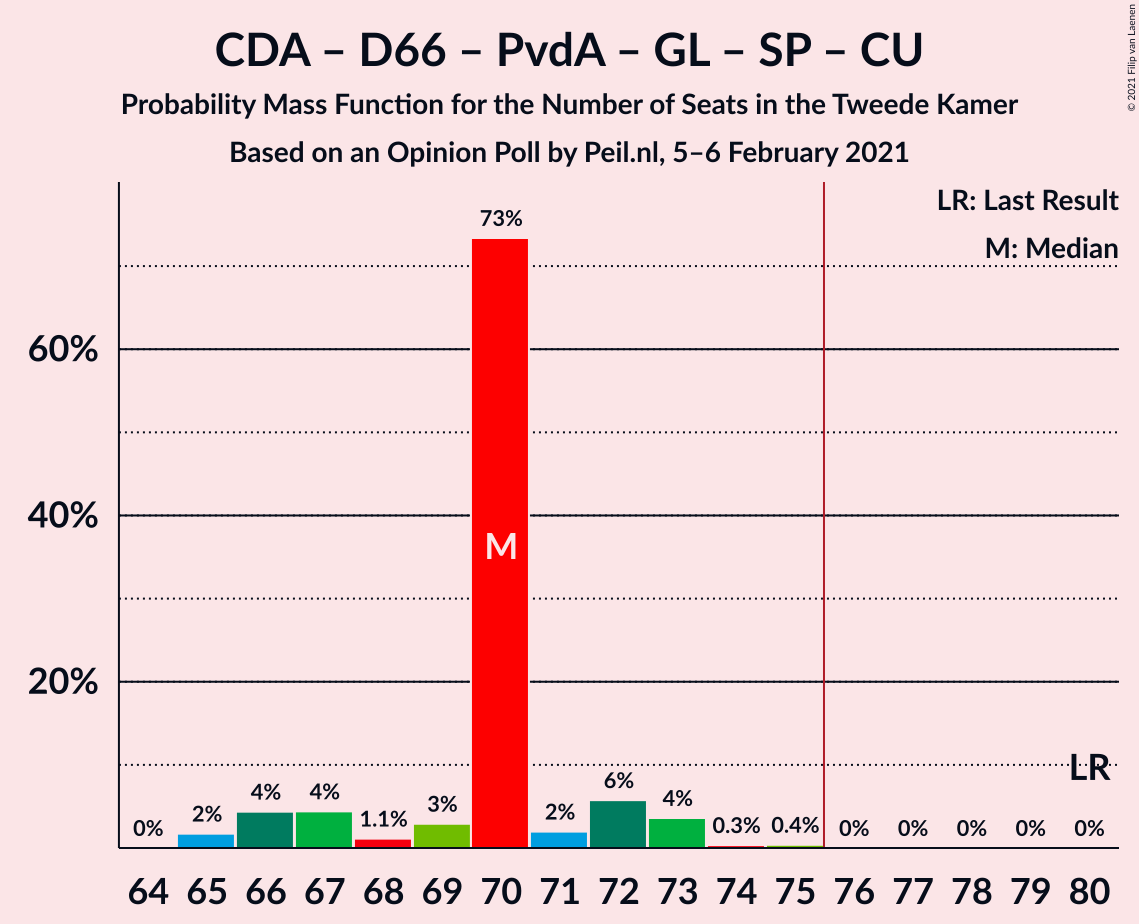 CDA – D66 – PvdA – GL – SP – CU
Probability Mass Function for the Number of Seats in the Tweede Kamer
Based on an Opinion Poll by Peil.nl, 5–6 February 2021
© 2021 Filip van Laenen
LR: Last Result
M: Median
60%
40%
20%
0%
2%
4%
4%
1.1%
3%
73%
2%
6%
4%
0.3%
0.4%
0%
0%
0%
0%
0%
M
LR
64 65 66 67 68 69 70 71 72 73 74 75 76 77 78 79 80